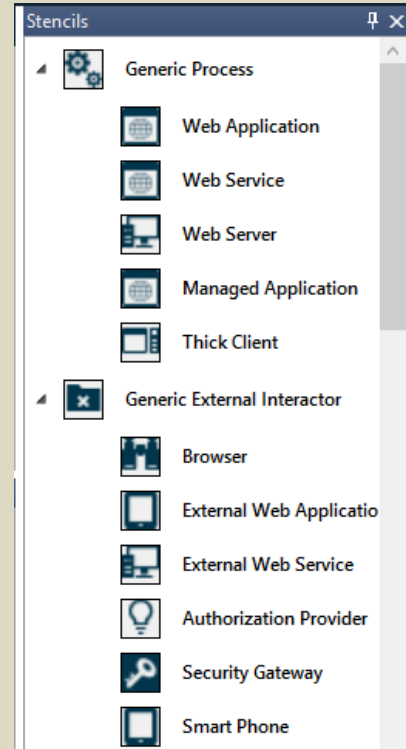 Stencils
Generic Process
Web Application
Web Service
Web Server
Managed Application
Thick Client
Generic External Interactor
Browser
External Web Applicatio
External Web Service
Authorization Provider
Security Gateway
Smart Phone